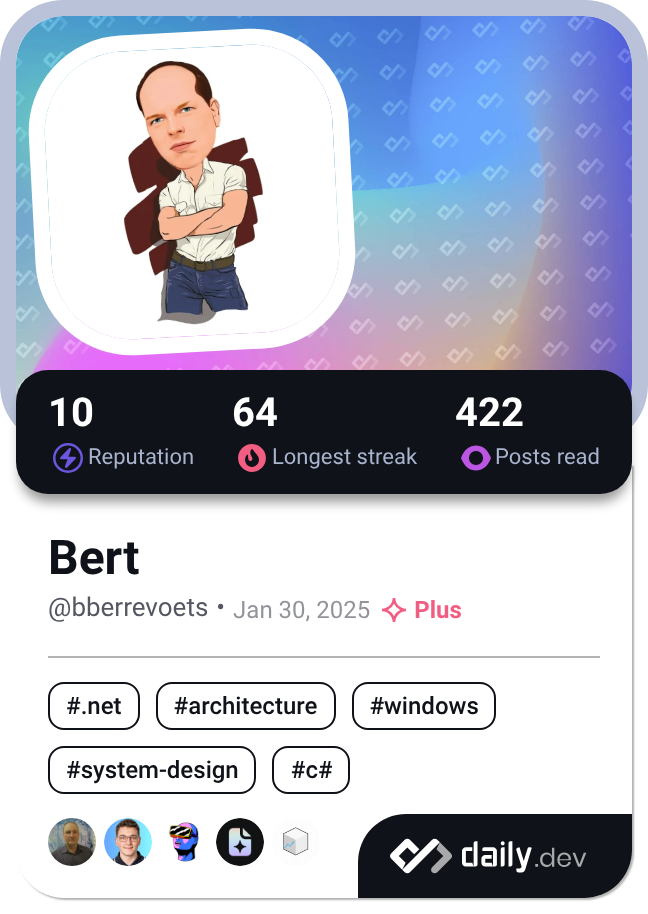 10 64 422
Reputation Longest streak Posts read
Bert
@bberrevoets • Jan 30, 2025 Plus
#.net #architecture #windows
#system-design #c#
daily.dev